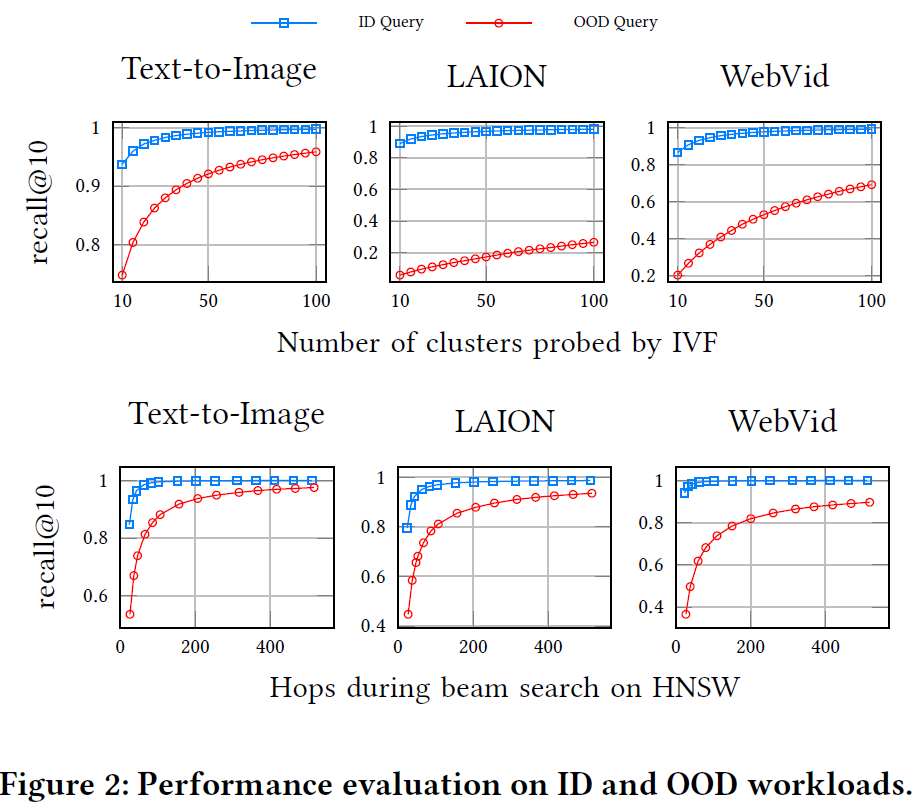 ID Query OOD Query
Text-to-Image LAION WebVid
recall@10
1 0.9 0.8
10 50 100
1 0.8 0.6 0.4 0.2
10 50 100
1 0.8 0.6 0.4 0.2
10 50 100
Number of clusters probed by IVF
Text-to-Image LAION WebVid
recall@10
1 0.8 0.6
0 200 400
1 0.8 0.6 0.4
0 200 400
1 0.8 0.6 0.4
0 200 400
Hops during beam search on HNSW
Figure 2: Performance evaluation on ID and OOD workloads.